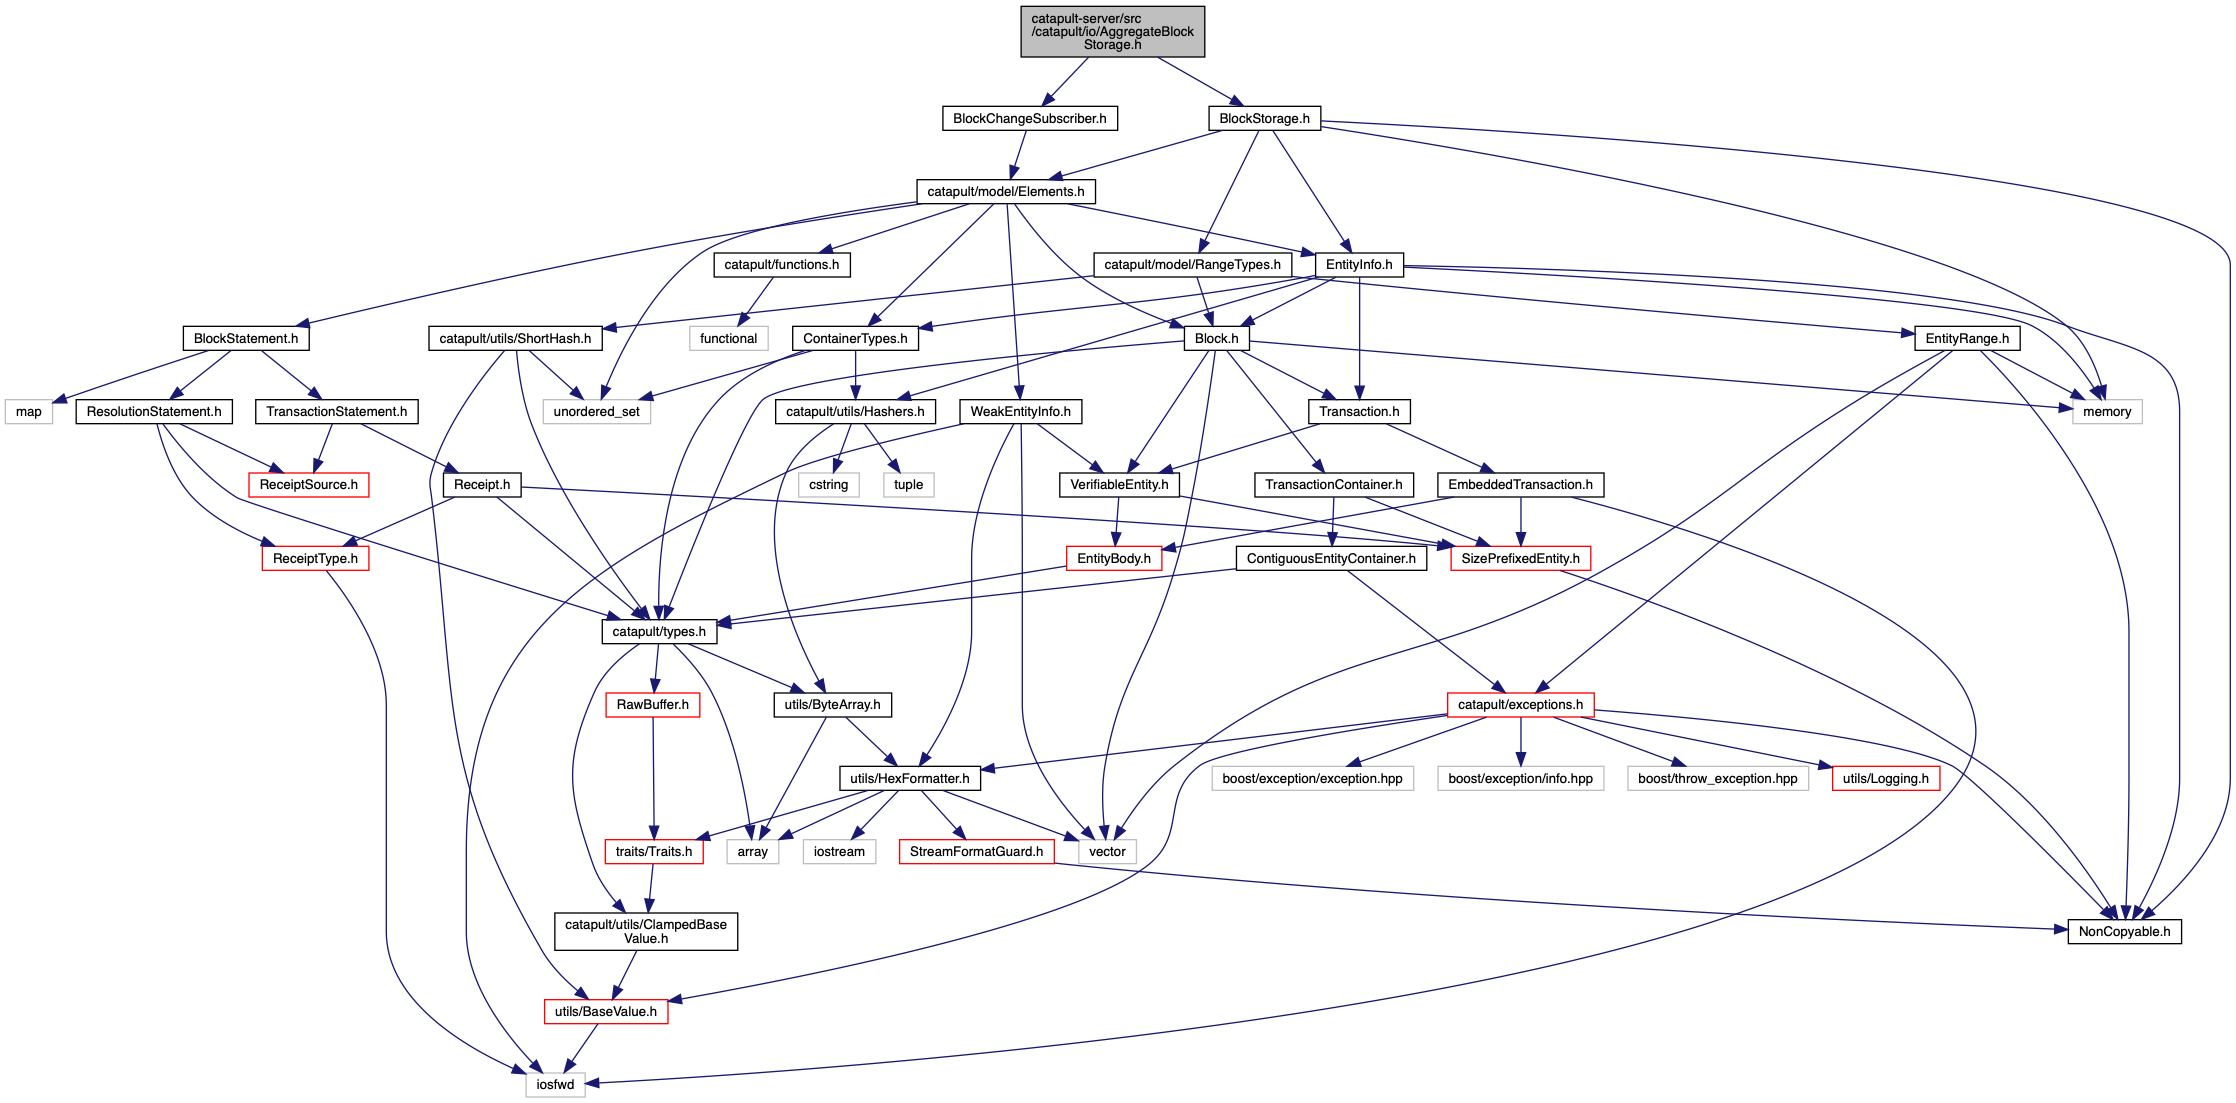 catapult-server/src
/catapult/io/AggregateBlock
Storage.h
BlockChangeSubscriber.h
BlockStorage.h
catapult/model/Elements.h
catapult/functions.h
catapult/model/RangeTypes.h
EntityInfo.h
BlockStatement.h
catapult/utils/ShortHash.h
functional
ContainerTypes.h
Block.h
EntityRange.h
map
ResolutionStatement.h
TransactionStatement.h
unordered_set
catapult/utils/Hashers.h
WeakEntityInfo.h
Transaction.h
memory
ReceiptSource.h
Receipt.h
cstring
tuple
VerifiableEntity.h
TransactionContainer.h
EmbeddedTransaction.h
ReceiptType.h
EntityBody.h
ContiguousEntityContainer.h
SizePrefixedEntity.h
catapult/types.h
RawBuffer.h
utils/ByteArray.h
catapult/exceptions.h
utils/HexFormatter.h
boost/exception/exception.hpp
boost/exception/info.hpp
boost/throw_exception.hpp
utils/Logging.h
traits/Traits.h
array
iostream
StreamFormatGuard.h
vector
catapult/utils/ClampedBase
Value.h
NonCopyable.h
utils/BaseValue.h
iosfwd